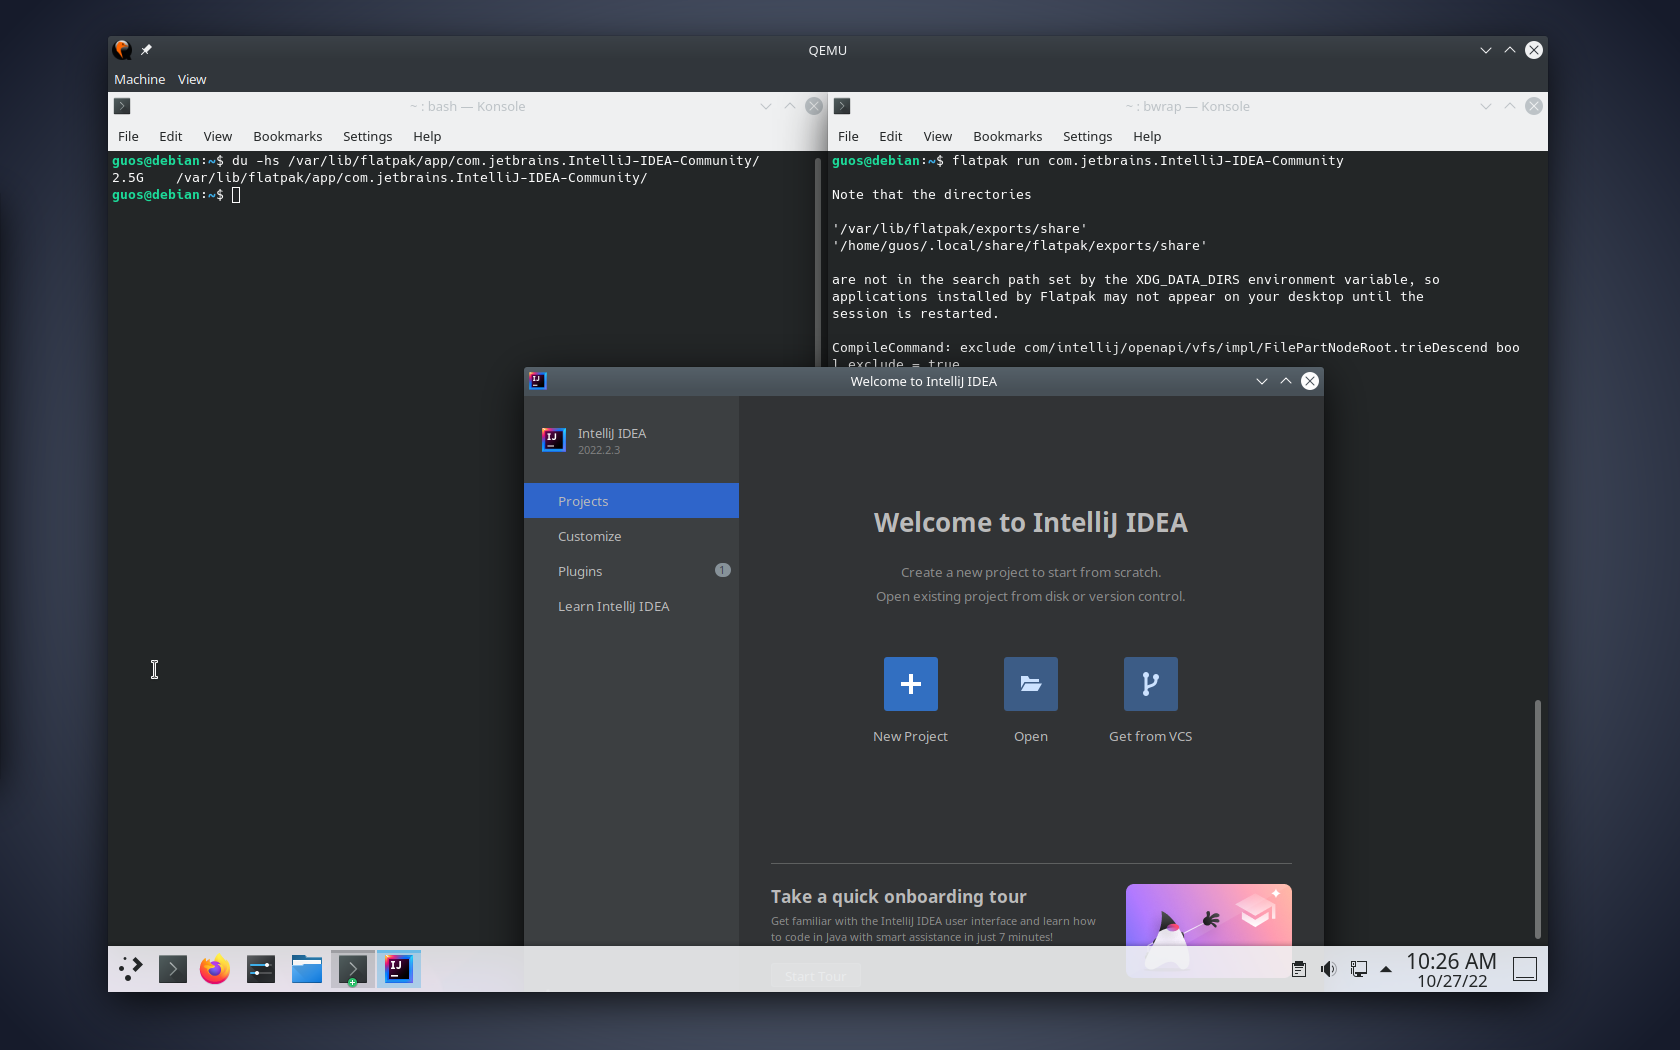 QEMU
Machine View
~ : bash — Konsole
File Edit View Bookmarks Settings Help
guos@debian:~$ du -hs /var/lib/flatpak/app/com.jetbrains.IntelliJ-IDEA-Community/
2.5G /var/lib/flatpak/app/com.jetbrains.IntelliJ-IDEA-Community/
guos@debian:~$
~ : bwrap — Konsole
File Edit View Bookmarks Settings Help
guos@debian:~$ flatpak run com.jetbrains.IntelliJ-IDEA-Community
Note that the directories
'/var/lib/flatpak/exports/share'
'/home/guos/.local/share/flatpak/exports/share'
are not in the search path set by the XDG_DATA_DIRS environment variable, so
applications installed by Flatpak may not appear on your desktop until the
session is restarted.
CompileCommand: exclude com/intellij/openapi/vfs/impl/FilePartNodeRoot.trieDescend boo
l exclude = true
Welcome to IntelliJ IDEA
IJ
IntelliJ IDEA
2022.2.3
Projects
Customize
Plugins 1
Learn IntelliJ IDEA
Welcome to IntelliJ IDEA
Create a new project to start from scratch.
Open existing project from disk or version control.
New Project Open Get from VCS
Take a quick onboarding tour
Get familiar with the IntelliJ IDEA user interface and learn how
to code in Java with smart assistance in just 7 minutes!
Start Tour
IJ
10:26 AM
10/27/22